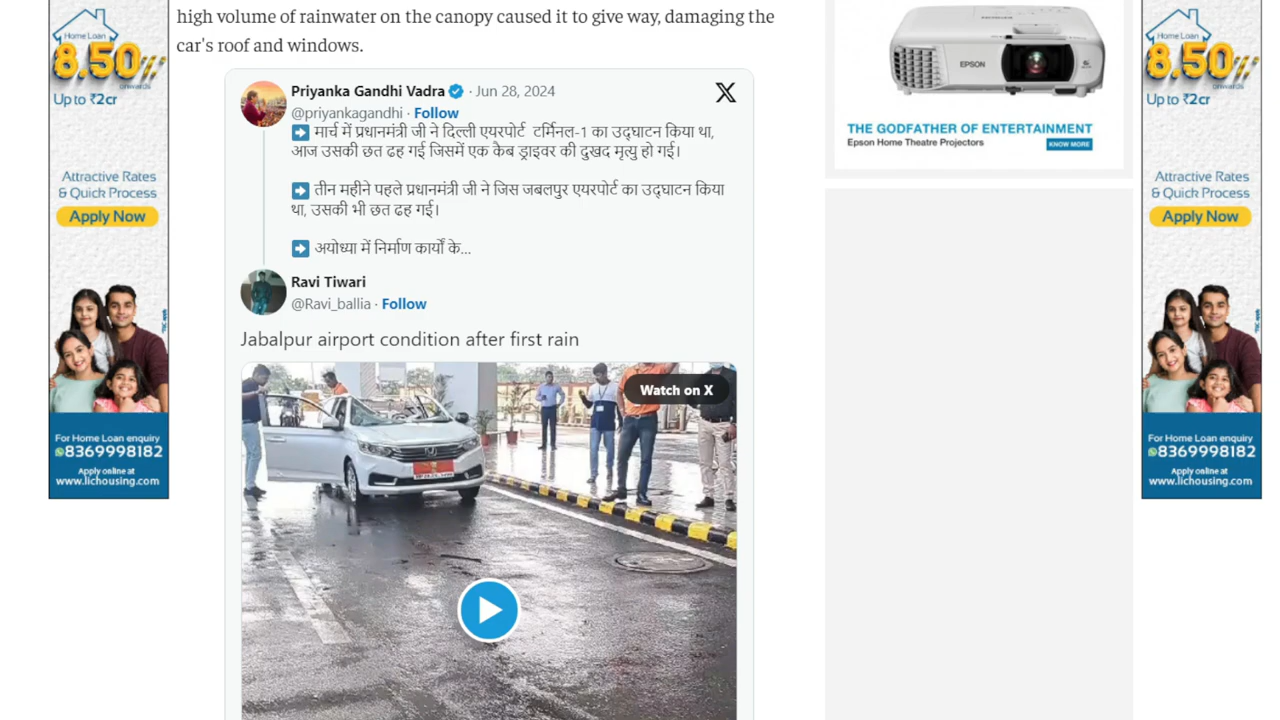 high volume of rainwater on the canopy caused it to give way, damaging the
car's roof and windows.
Priyanka Gandhi Vadra · Jun 28, 2024
@priyankagandhi · Follow
मार्च में प्रधानमंत्री जी ने दिल्ली एयरपोर्ट टर्मिनल-1 का उद्घाटन किया था,
आज उसकी छत ढह गई जिसमें एक कैब ड्राइवर की दुखद मृत्यु हो गई।
तीन महीने पहले प्रधानमंत्री जी ने जिस जबलपुर एयरपोर्ट का उद्घाटन किया
था, उसकी भी छत ढह गई।
अयोध्या में निर्माण कार्यों के...
Ravi Tiwari
@Ravi_ballia · Follow
Jabalpur airport condition after first rain
Watch on X
Home Loan
8.50
onwards
Up to ₹2cr
Attractive Rates
& Quick Process
Apply Now
For Home Loan enquiry
8369998182
Apply online at
www.lichousing.com
EPSON
THE GODFATHER OF ENTERTAINMENT
Epson Home Theatre Projectors
KNOW MORE
Home Loan
8.50
onwards
Up to ₹2cr
Attractive Rates
& Quick Process
Apply Now
For Home Loan enquiry
8369998182
Apply online at
www.lichousing.com